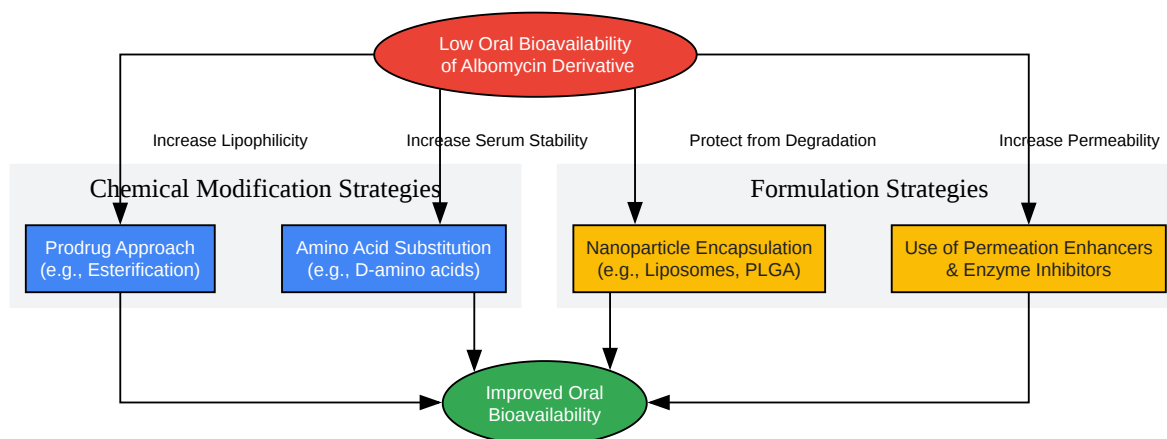 Low Oral Bioavailability
of Albomycin Derivative
Increase Lipophilicity
Increase Serum Stability
Protect from Degradation
Increase Permeability
Chemical Modification Strategies
Formulation Strategies
Prodrug Approach
(e.g., Esterification)
Amino Acid Substitution
(e.g., D-amino acids)
Nanoparticle Encapsulation
(e.g., Liposomes, PLGA)
Use of Permeation Enhancers
& Enzyme Inhibitors
Improved Oral
Bioavailability